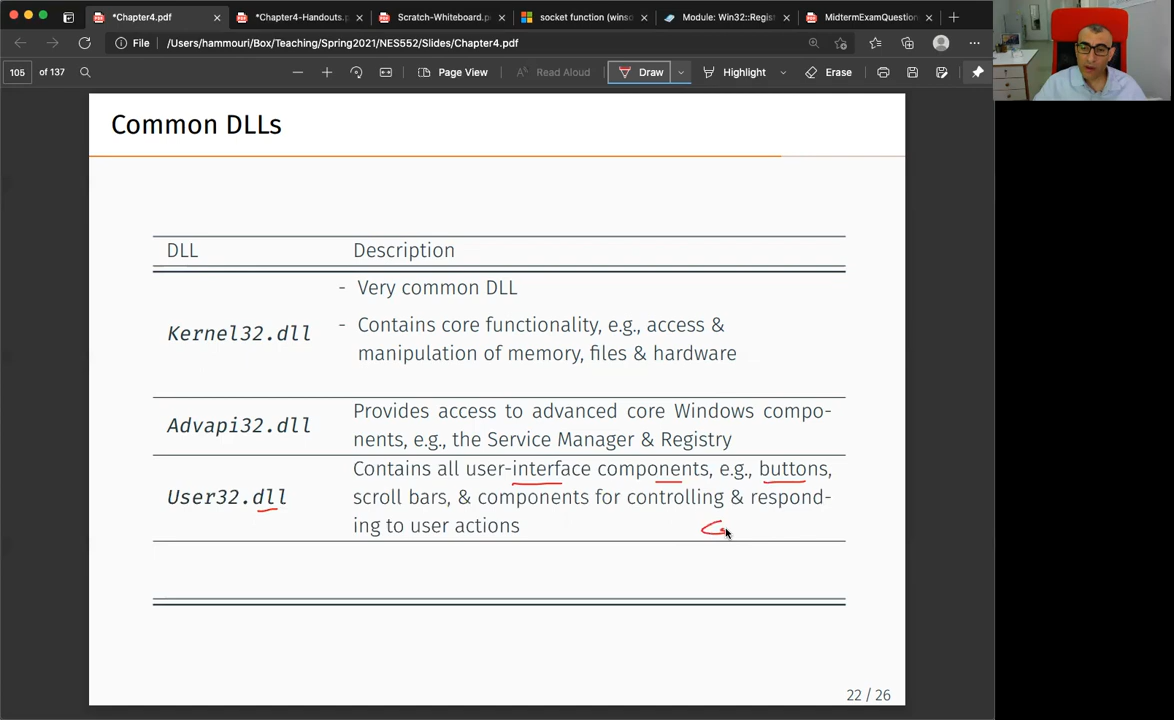 *Chapter4.pdf
*Chapter4-Handouts.p
Scratch-Whiteboard.p
socket function (wins
Module: Win32::Regis
MidtermExamQuestion
File
/Users/hammouri/Box/Teaching/Spring2021/NES552/Slides/Chapter4.pdf
105 of 137
Page View
Read Aloud
Draw
Highlight
Erase
Common DLLs
DLL Description
- Very common DLL
Kernel32.dll
- Contains core functionality, e.g., access &
manipulation of memory, files & hardware
Advapi32.dll
Provides access to advanced core Windows compo-
nents, e.g., the Service Manager & Registry
User32.dll
Contains all user-interface components, e.g., buttons,
scroll bars, & components for controlling & respond-
ing to user actions
22 / 26